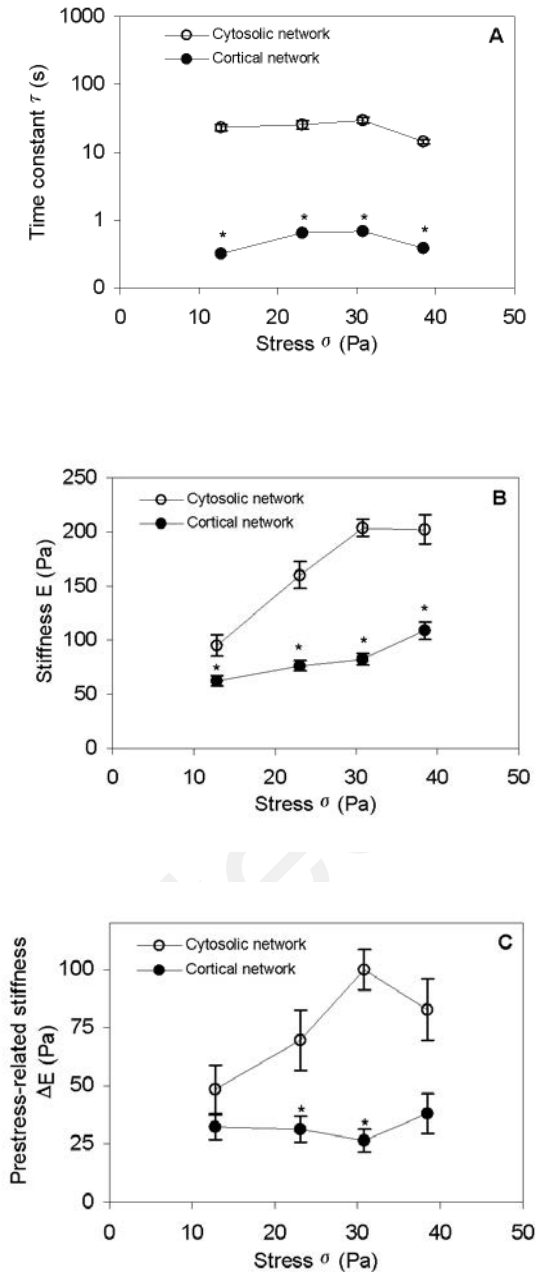 1000
A
Cytosolic network
Cortical network
100
10
1
0
Time constant τ (s)
*
*
*
*
0
10
20
30
40
50
Stress σ (Pa)
250
B
Cytosolic network
Cortical network
200
150
100
50
0
Stiffness E (Pa)
*
*
*
*
0
10
20
30
40
50
Stress σ (Pa)
C
Cytosolic network
Cortical network
100
75
50
25
0
Prestress-related stiffness
ΔE (Pa)
*
*
0
10
20
30
40
50
Stress σ (Pa)